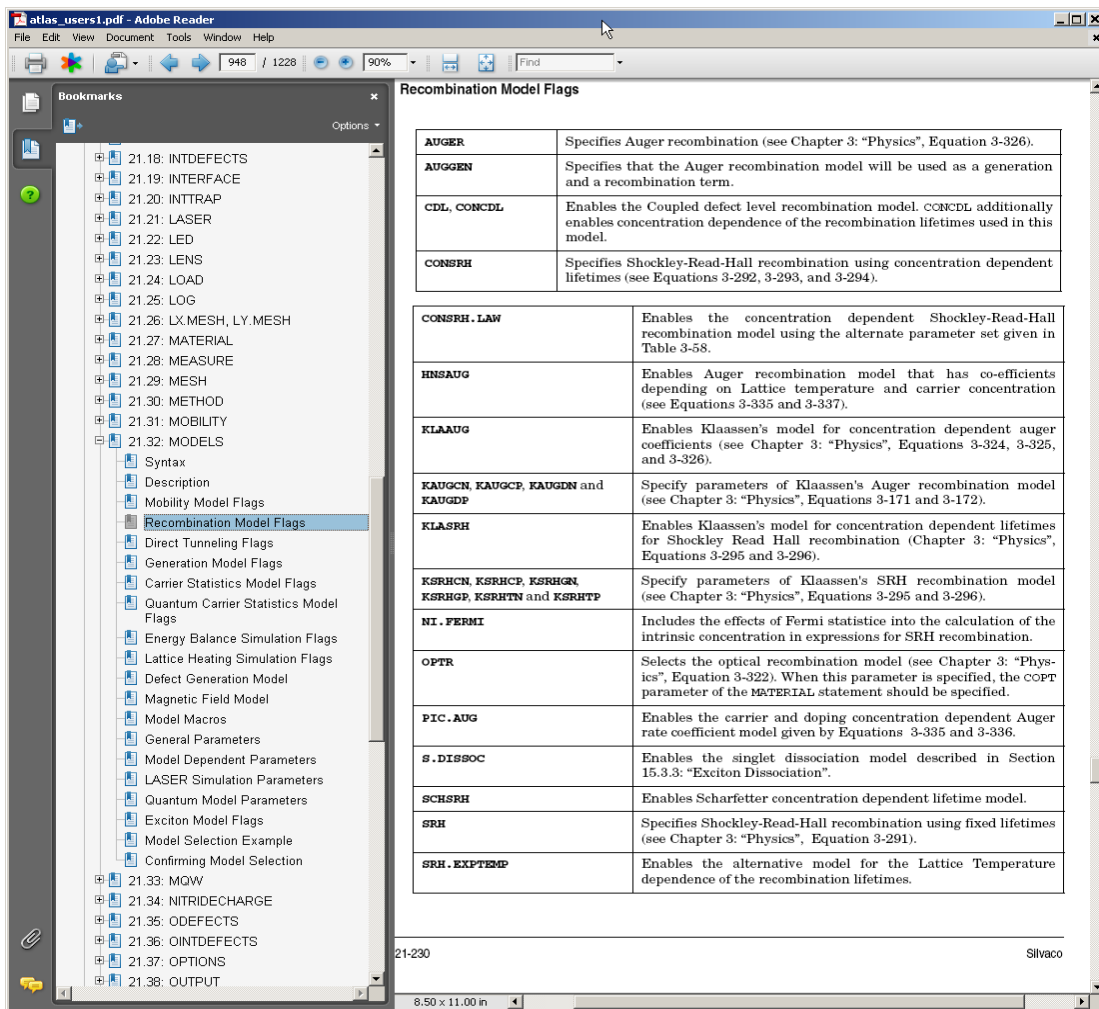 atlas_users1.pdf - Adobe Reader
File Edit View Document Tools Window Help
948 / 1228 90% Find
Bookmarks
Options
21.18: INTDEFECTS
21.19: INTERFACE
21.20: INTTRAP
21.21: LASER
21.22: LED
21.23: LENS
21.24: LOAD
21.25: LOG
21.26: LX.MESH, LY.MESH
21.27: MATERIAL
21.28: MEASURE
21.29: MESH
21.30: METHOD
21.31: MOBILITY
21.32: MODELS
Syntax
Description
Mobility Model Flags
Recombination Model Flags
Direct Tunneling Flags
Generation Model Flags
Carrier Statistics Model Flags
Quantum Carrier Statistics Model
Flags
Energy Balance Simulation Flags
Lattice Heating Simulation Flags
Defect Generation Model
Magnetic Field Model
Model Macros
General Parameters
Model Dependent Parameters
LASER Simulation Parameters
Quantum Model Parameters
Exciton Model Flags
Model Selection Example
Confirming Model Selection
21.33: MQW
21.34: NITRIDECHARGE
21.35: ODEFECTS
21.36: OINTDEFECTS
21.37: OPTIONS
21.38: OUTPUT
Recombination Model Flags
AUGER Specifies Auger recombination (see Chapter 3: “Physics”, Equation 3-326).
AUGGEN Specifies that the Auger recombination model will be used as a generation
and a recombination term.
CDL, CONCDL Enables the Coupled defect level recombination model. CONCDL additionally
enables concentration dependence of the recombination lifetimes used in this
model.
CONSRH Specifies Shockley-Read-Hall recombination using concentration dependent
lifetimes (see Equations 3-292, 3-293, and 3-294).
CONSRH.LAW Enables the concentration dependent Shockley-Read-Hall
recombination model using the alternate parameter set given in
Table 3-58.
HNSAUG Enables Auger recombination model that has co-efficients
depending on Lattice temperature and carrier concentration
(see Equations 3-335 and 3-337).
KLAAUG Enables Klaassen's model for concentration dependent auger
coefficients (see Chapter 3: “Physics”, Equations 3-324, 3-325,
and 3-326).
KAUGCN, KAUGCP, KAUGDN and Specify parameters of Klaassen's Auger recombination model
KAUGDP (see Chapter 3: “Physics”, Equations 3-171 and 3-172).
KLASRH Enables Klaassen's model for concentration dependent lifetimes
for Shockley Read Hall recombination (Chapter 3: “Physics”,
Equations 3-295 and 3-296).
KSRHCN, KSRHCP, KSRHGN, Specify parameters of Klaassen's SRH recombination model
KSRHGP, KSRHTN and KSRHTP (see Chapter 3: “Physics”, Equations 3-295 and 3-296).
NI.FERMI Includes the effects of Fermi statistice into the calculation of the
intrinsic concentration in expressions for SRH recombination.
OPTR Selects the optical recombination model (see Chapter 3: “Phys-
ics”, Equation 3-322). When this parameter is specified, the COPT
parameter of the MATERIAL statement should be specified.
PIC.AUG Enables the carrier and doping concentration dependent Auger
rate coefficient model given by Equations 3-335 and 3-336.
S.DISSOC Enables the singlet dissociation model described in Section
15.3.3: “Exciton Dissociation”.
SCHSRH Enables Scharfetter concentration dependent lifetime model.
SRH Specifies Shockley-Read-Hall recombination using fixed lifetimes
(see Chapter 3: “Physics”, Equation 3-291).
SRH.EXPTEMP Enables the alternative model for the Lattice Temperature
dependence of the recombination lifetimes.
21-230 Silvaco
8.50 x 11.00 in